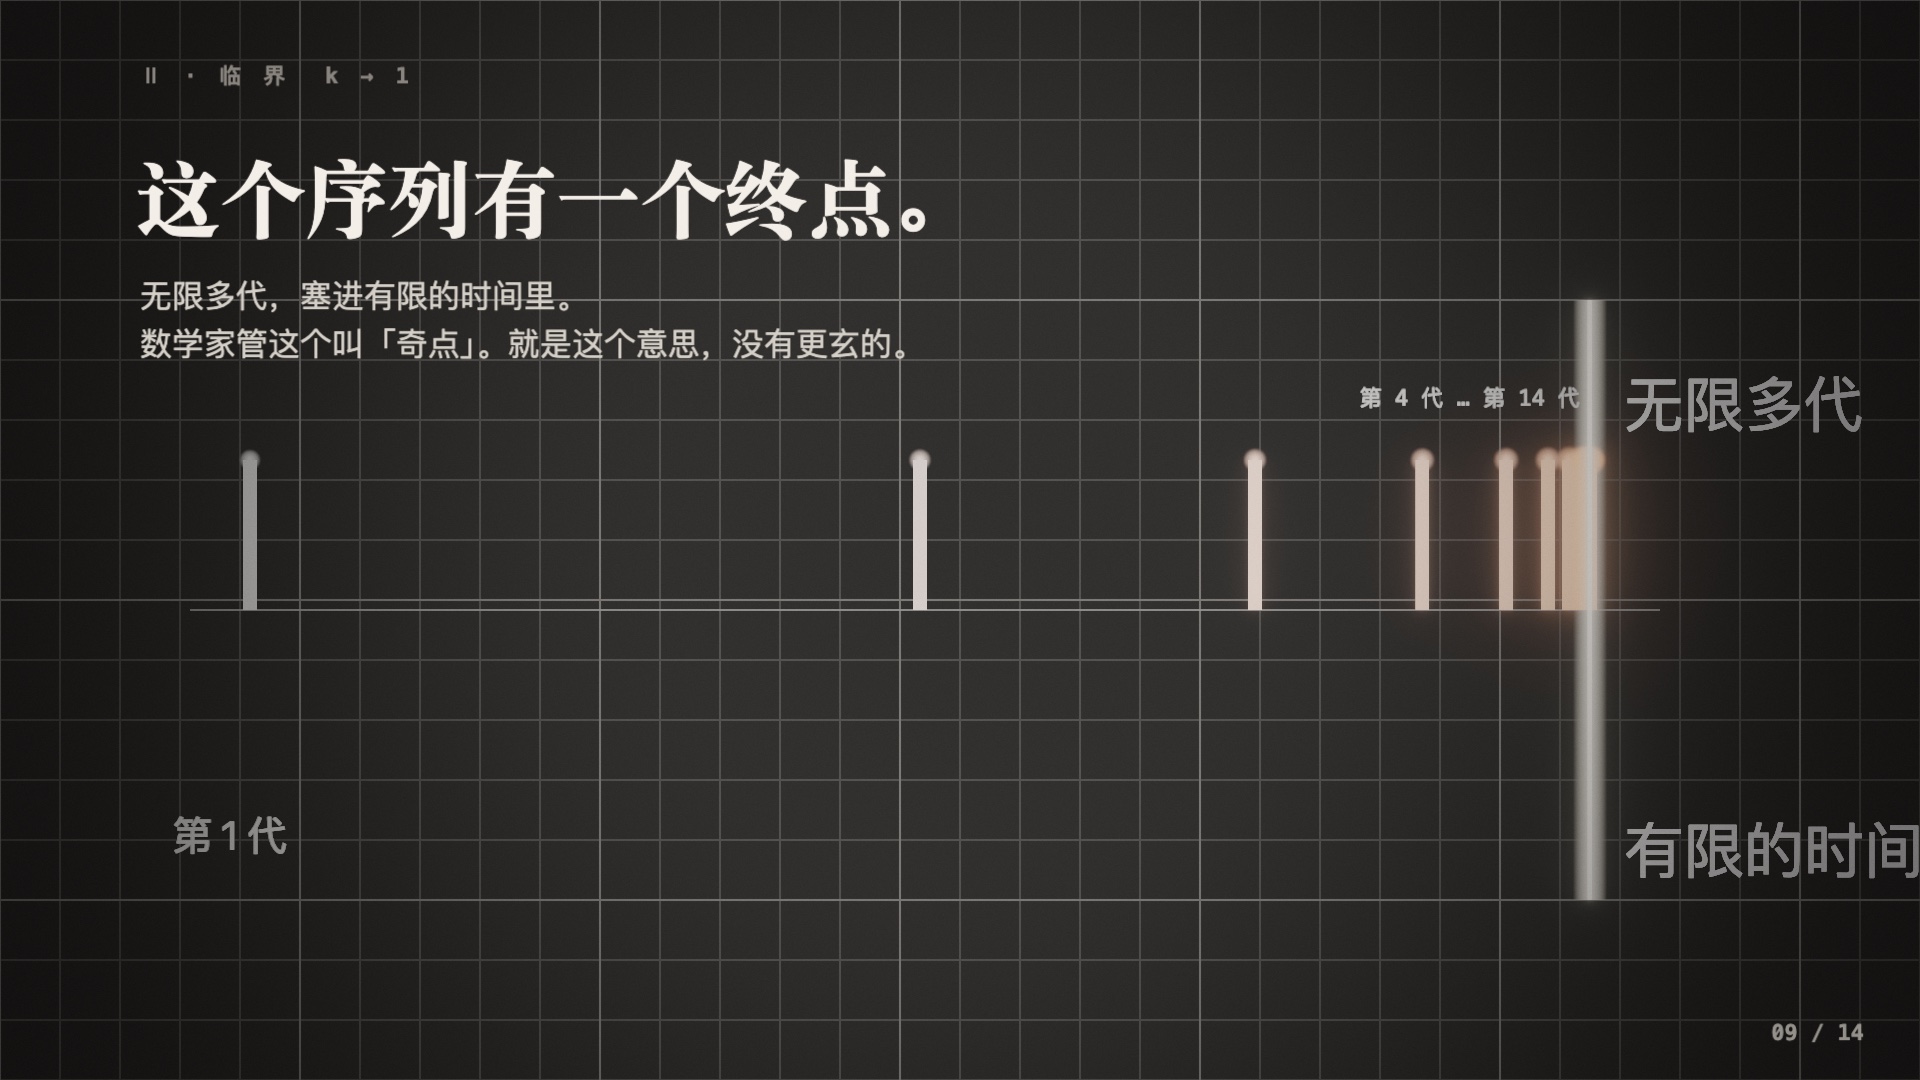 II · 临界 k → 1
这个序列有一个终点。
无限多代，塞进有限的时间里。
数学家管这个叫「奇点」。就是这个意思，没有更玄的。
第 4 代 … 第 14 代
无限多代
第1代
有限的时间
09 / 14